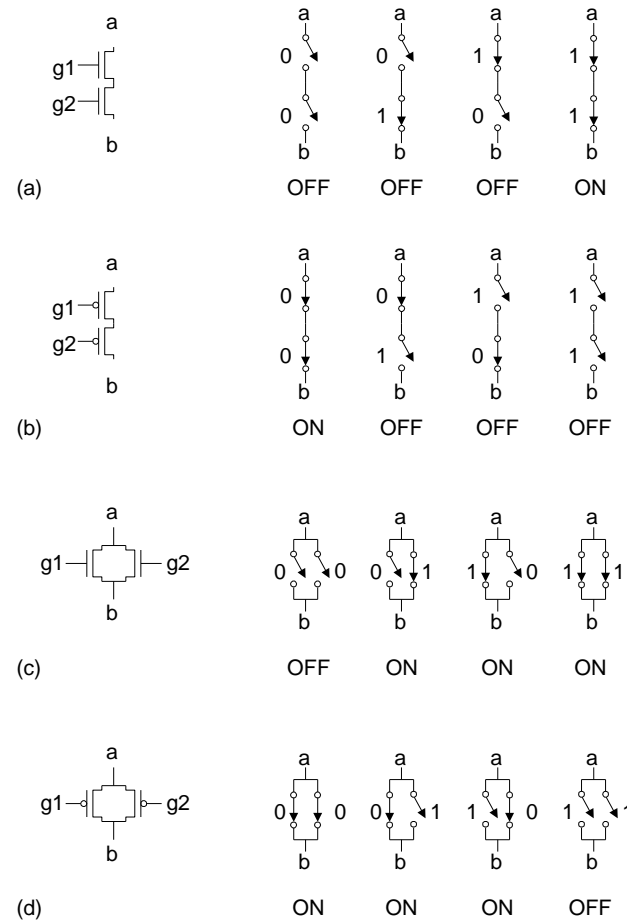 a a a a a
g1 0 0 1 1
g2 0 1 0 1
b b b b b
(a) OFF OFF OFF ON
a a a a a
g1 0 0 1 1
g2 0 1 0 1
b b b b b
(b) ON OFF OFF OFF
a a a a a
g1 g2 0 0 0 1 1 0 1 1
b b b b b
(c) OFF ON ON ON
a a a a a
g1 g2 0 0 0 1 1 0 1 1
b b b b b
(d) ON ON ON OFF